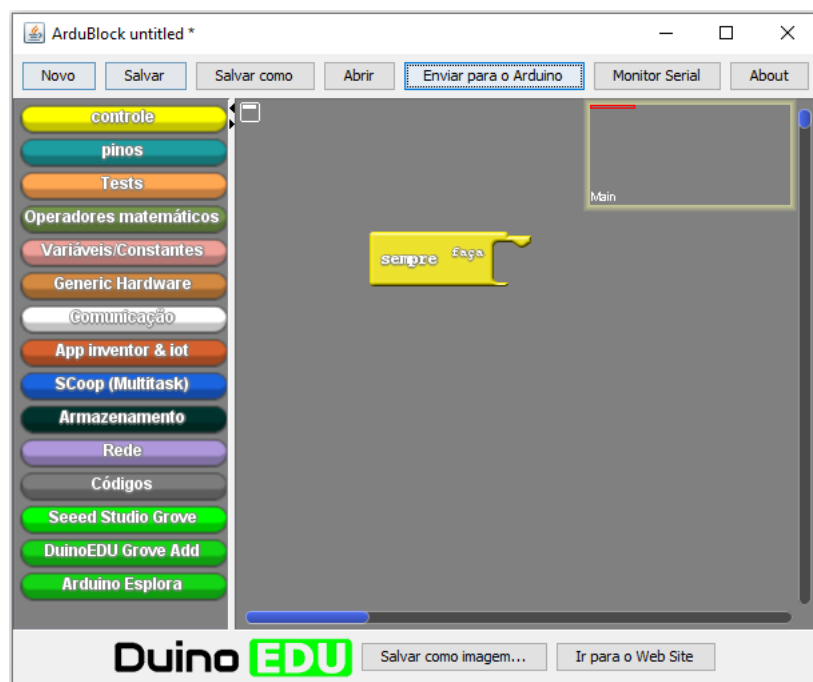 ArduBlock untitled *
Novo Salvar Salvar como Abrir Enviar para o Arduino Monitor Serial About
controle
pinos
Tests
Operadores matemáticos
Variáveis/Constantes
Generic Hardware
Comunicação
App inventor & iot
SCoop (Multitask)
Armazenamento
Rede
Códigos
Seeed Studio Grove
DuinoEDU Grove Add
Arduino Esplora
Main
sempre faça
Duino EDU Salvar como imagem... Ir para o Web Site